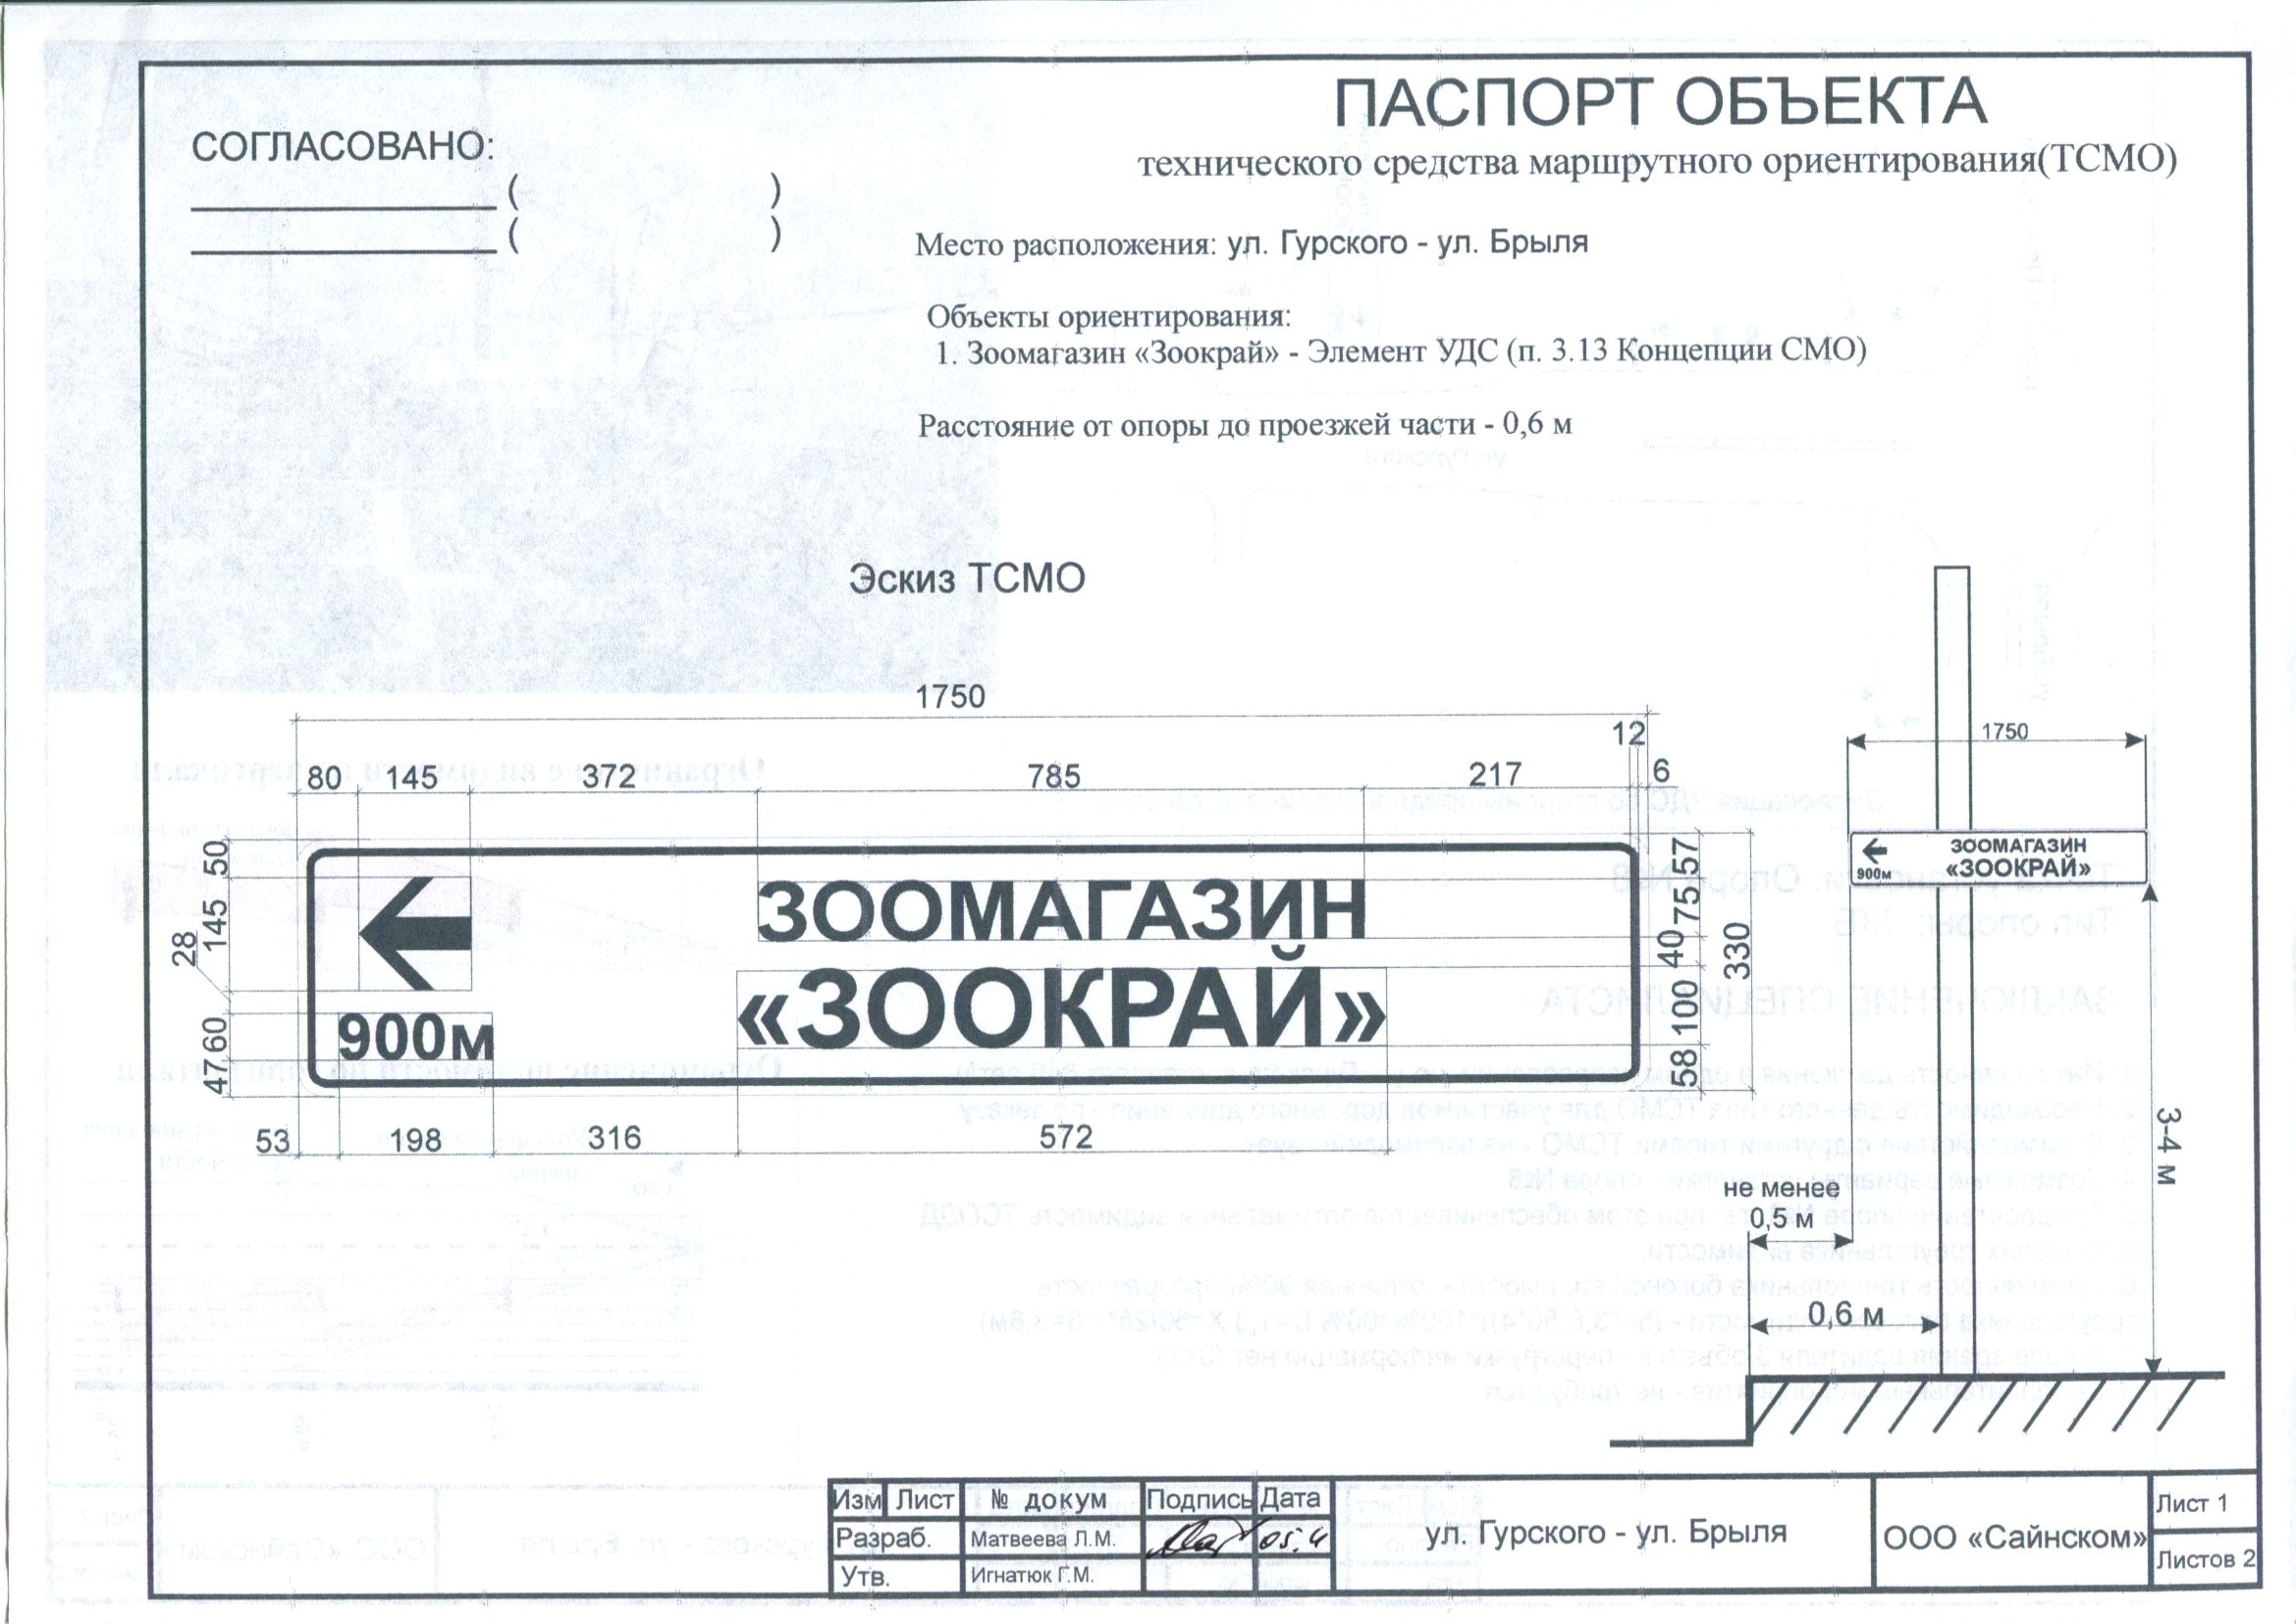 ПАСПОРТ ОБЪЕКТА
технического средства маршрутного ориентирования(ТСМО)
СОГЛАСОВАНО:
( )
( )
Место расположения: ул. Гурского - ул. Брыля
Объекты ориентирования:
1. Зоомагазин «Зоокрай» - Элемент УДС (п. 3.13 Концепции СМО)
Расстояние от опоры до проезжей части - 0,6 м
Эскиз ТСМО
1750
12
80 145 372 785 217 6
50
145
28
60
47
ЗООМАГАЗИН
«ЗООКРАЙ»
900м
57
75
40
100
58
330
53 198 316 572
1750
ЗООМАГАЗИН
«ЗООКРАЙ»
900м
3-4 м
не менее
0,5 м
0,6 м
Изм Лист № докум Подпись Дата
Разраб. Матвеева Л.М.
Утв. Игнатюк Г.М.
ул. Гурского - ул. Брыля
ООО «Сайнском»
Лист 1
Листов 2